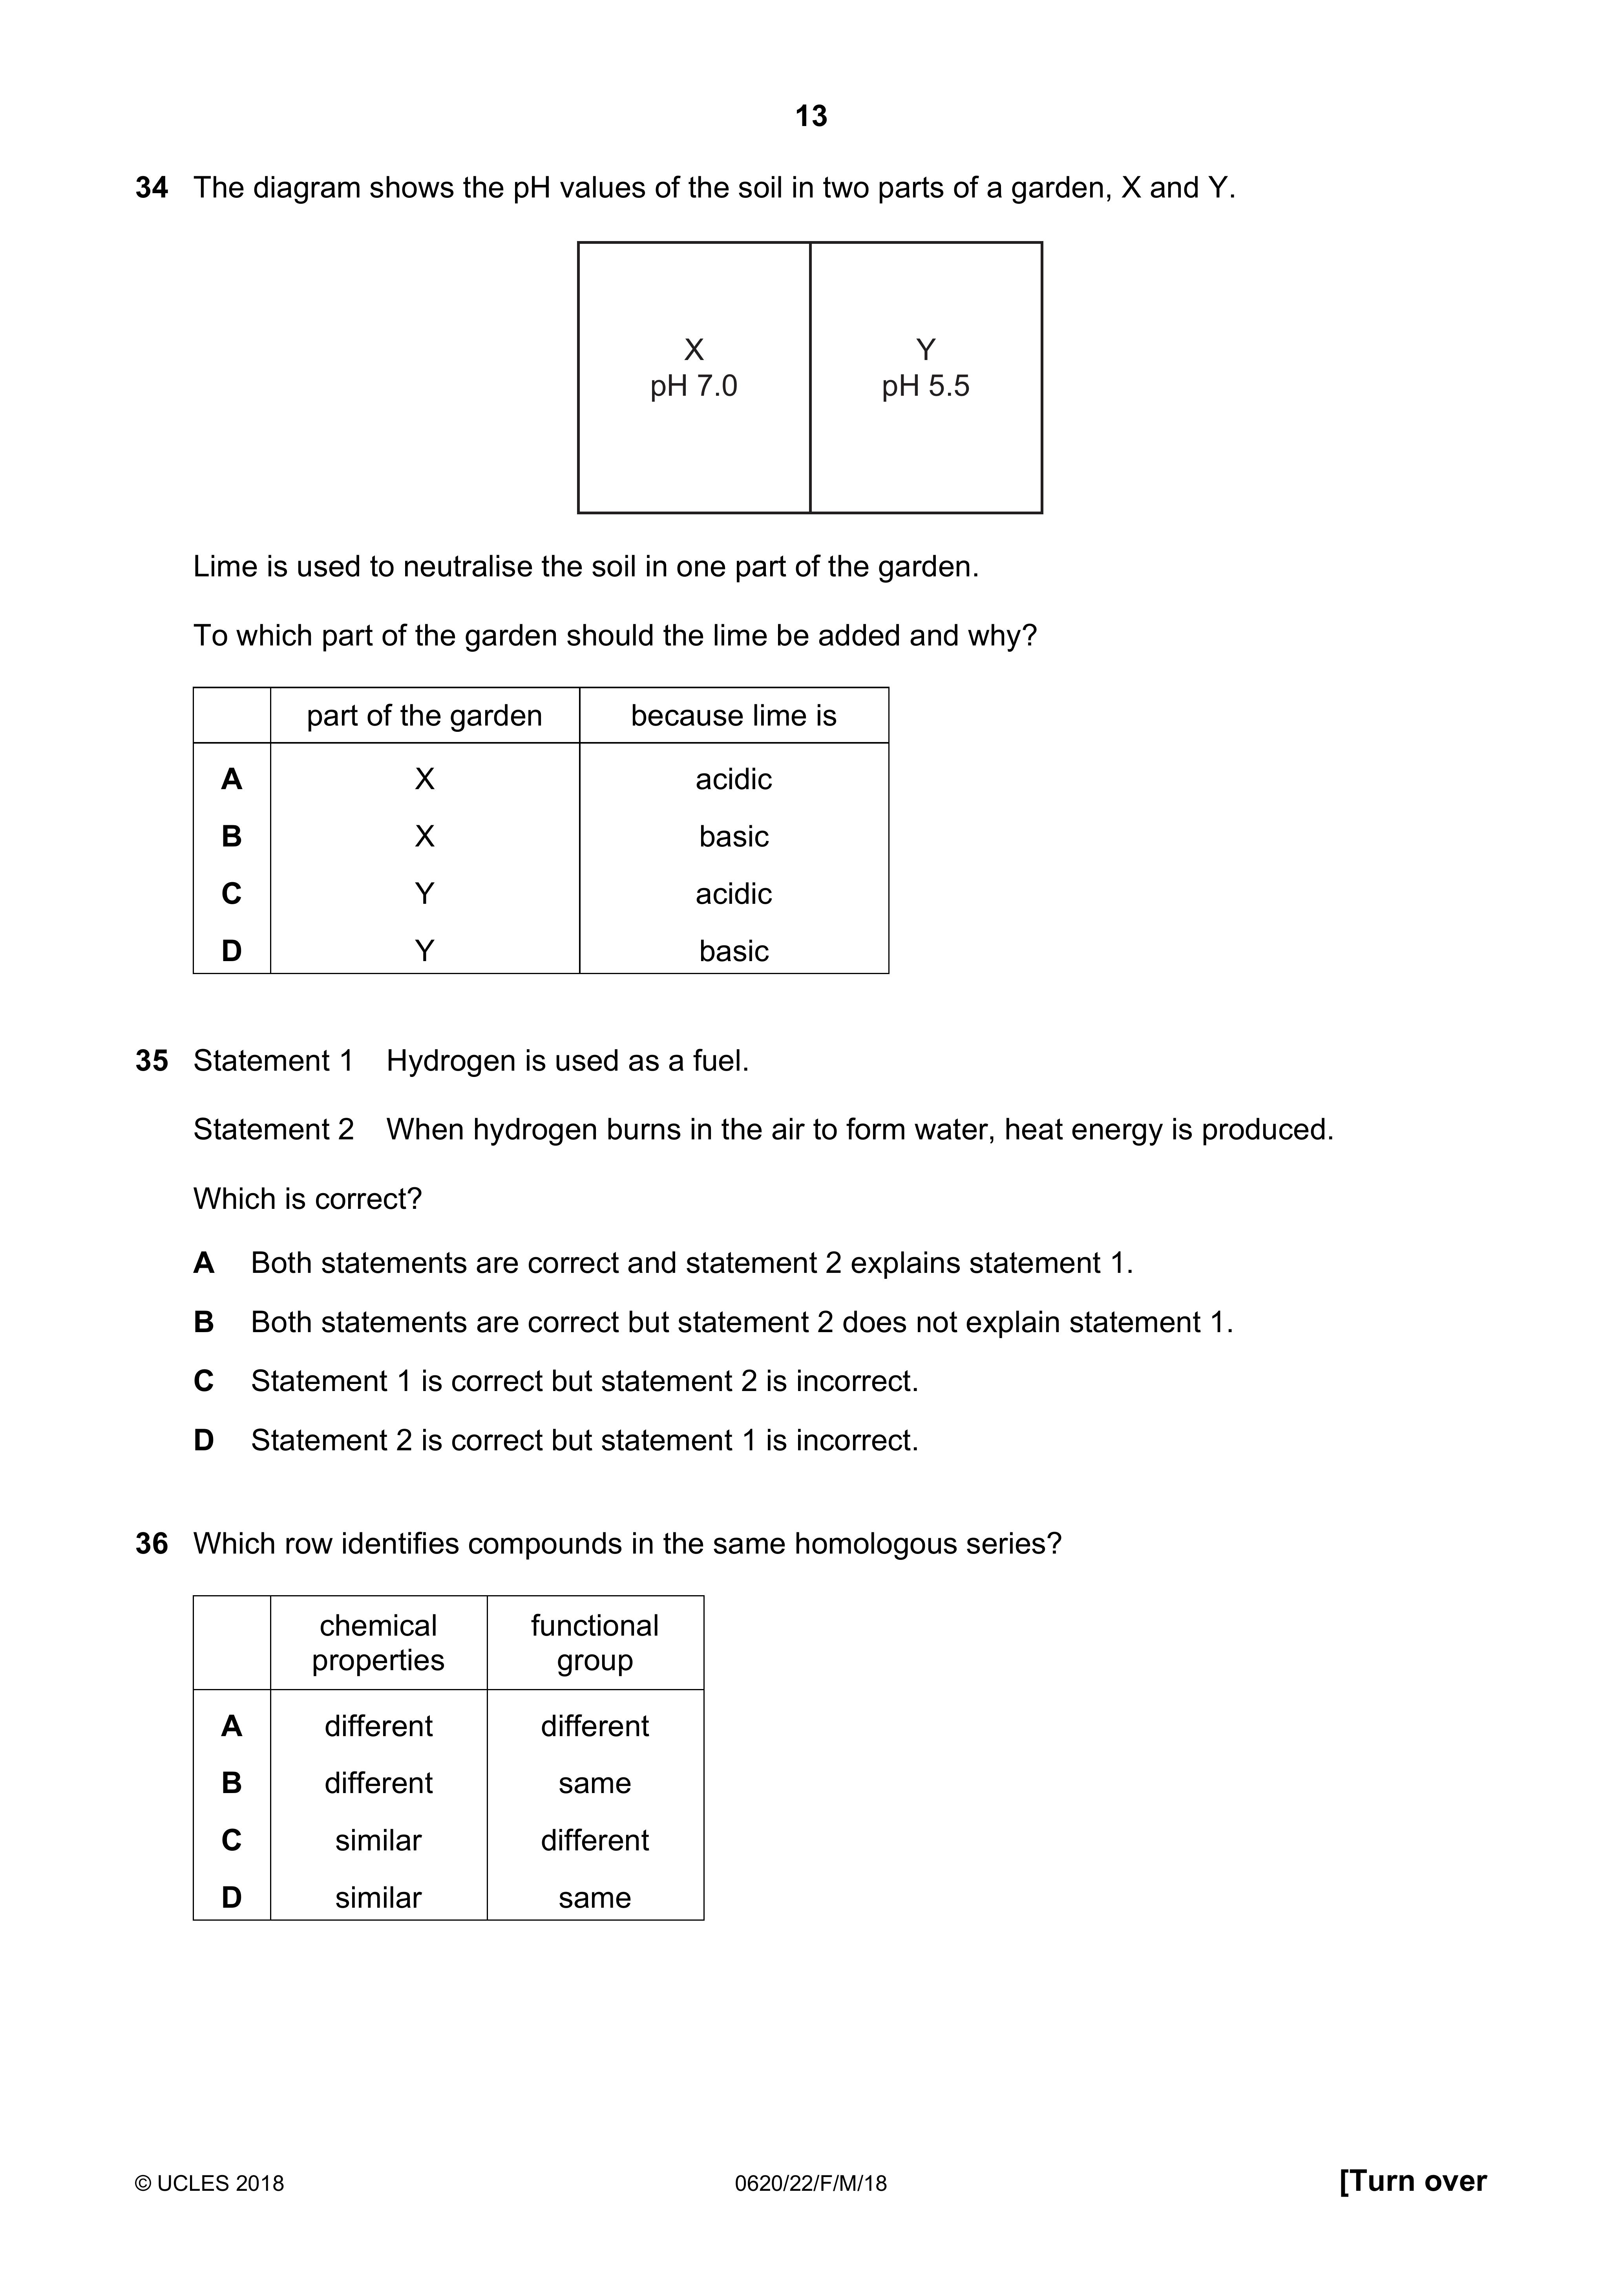 13
34 The diagram shows the pH values of the soil in two parts of a garden, X and Y.
X Y
pH 7.0 pH 5.5
Lime is used to neutralise the soil in one part of the garden.
To which part of the garden should the lime be added and why?
part of the garden because lime is
A X acidic
B X basic
C Y acidic
D Y basic
35 Statement 1 Hydrogen is used as a fuel.
Statement 2 When hydrogen burns in the air to form water, heat energy is produced.
Which is correct?
A Both statements are correct and statement 2 explains statement 1.
B Both statements are correct but statement 2 does not explain statement 1.
C Statement 1 is correct but statement 2 is incorrect.
D Statement 2 is correct but statement 1 is incorrect.
36 Which row identifies compounds in the same homologous series?
chemical functional
properties group
A different different
B different same
C similar different
D similar same
© UCLES 2018 0620/22/F/M/18 [Turn over